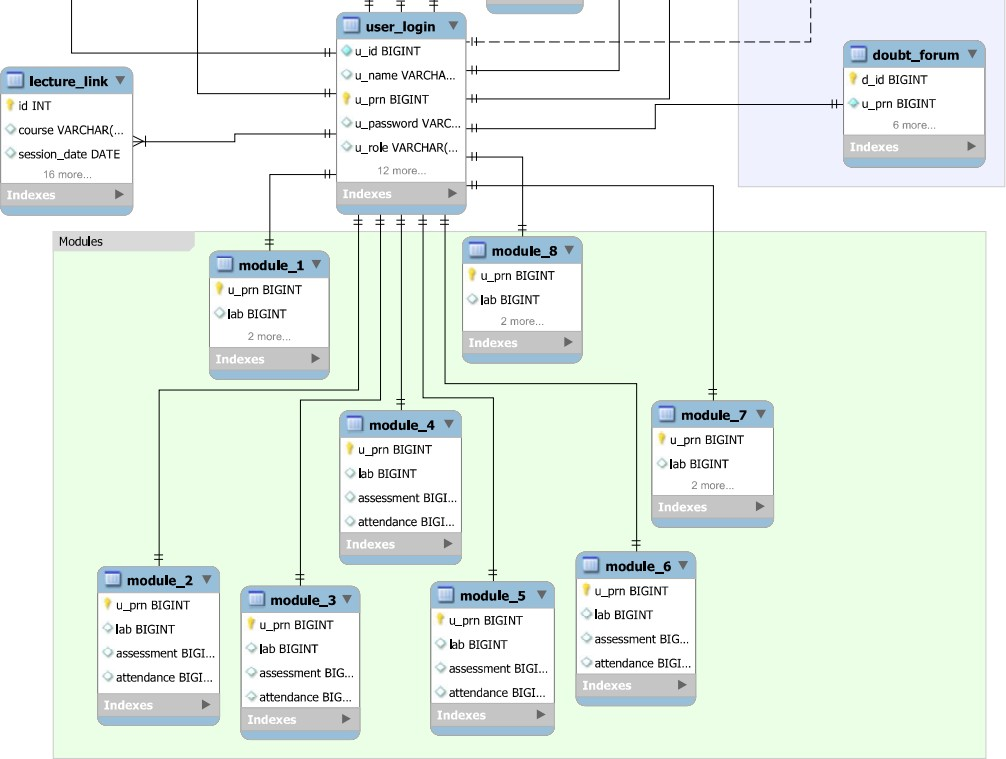 user_login
u_id BIGINT
u_name VARCHA...
u_prn BIGINT
u_password VARC...
u_role VARCHAR(...
12 more...
Indexes
doubt_forum
d_id BIGINT
u_prn BIGINT
6 more...
Indexes
lecture_link
id INT
course VARCHAR(...
session_date DATE
16 more...
Indexes
Modules
module_1
u_prn BIGINT
lab BIGINT
2 more...
Indexes
module_8
u_prn BIGINT
lab BIGINT
2 more...
Indexes
module_4
u_prn BIGINT
lab BIGINT
assessment BIGI...
attendance BIGI...
Indexes
module_7
u_prn BIGINT
lab BIGINT
2 more...
Indexes
module_2
u_prn BIGINT
lab BIGINT
assessment BIGI...
attendance BIGI...
Indexes
module_3
u_prn BIGINT
lab BIGINT
assessment BIG...
attendance BIG...
Indexes
module_5
u_prn BIGINT
lab BIGINT
assessment BIGI...
attendance BIGI...
Indexes
module_6
u_prn BIGINT
lab BIGINT
assessment BIG...
attendance BIGI...
Indexes